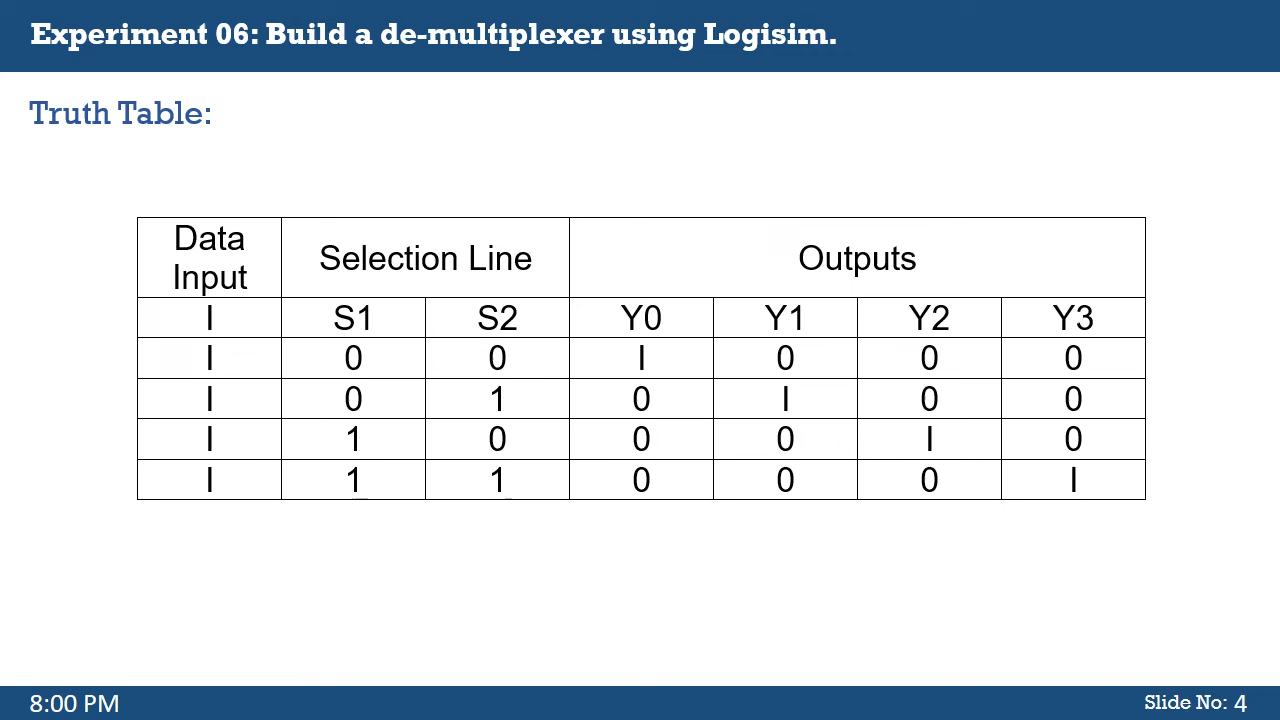 Experiment 06: Build a de-multiplexer using Logisim.
Truth Table:
Data Input Selection Line Outputs
I S1 S2 Y0 Y1 Y2 Y3
I 0 0 I 0 0 0
I 0 1 0 I 0 0
I 1 0 0 0 I 0
I 1 1 0 0 0 I
8:00 PM Slide No: 4